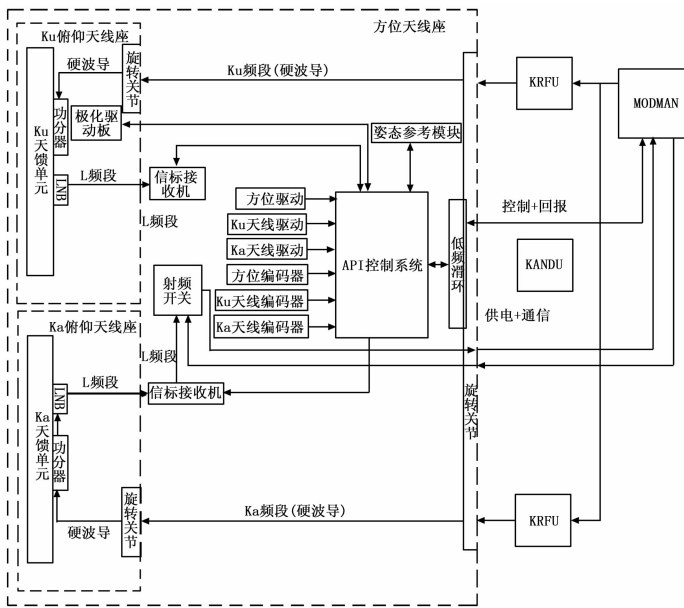 Ku俯仰天线座
方位天线座
硬波导
旋转关节
Ku频段(硬波导)
KRFU
MODMAN
功分器
极化驱动板
姿态参考模块
Ku天馈单元
LNB
L频段
信标接收机
L频段
方位驱动
Ku天线驱动
Ka天线驱动
方位编码器
Ku天线编码器
Ka天线编码器
API控制系统
低频滑环
控制+回报
KANDU
供电+通信
射频开关
Ka俯仰天线座
L频段
L频段
LNB
信标接收机
旋转关节
Ka天馈单元
功分器
硬波导
旋转关节
Ka频段(硬波导)
KRFU